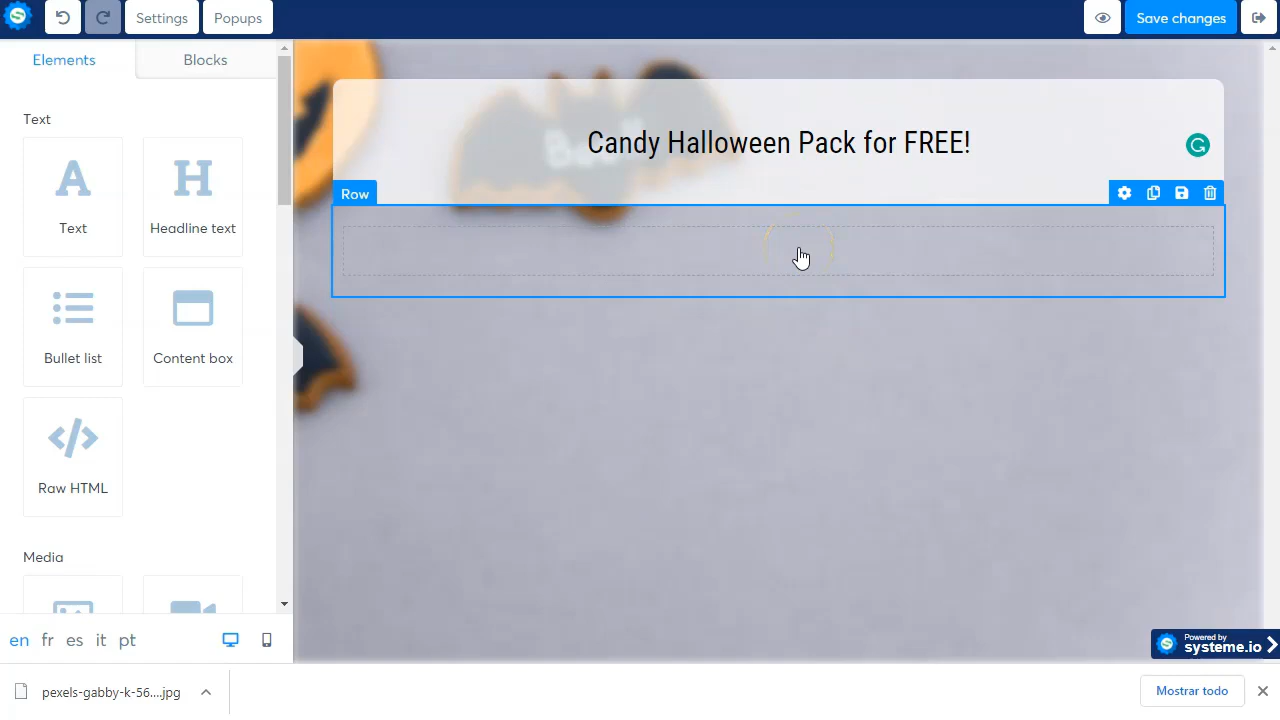 Settings
Popups
Save changes
Elements
Blocks
Text
Text
Headline text
Bullet list
Content box
Raw HTML
Media
en fr es it pt
Candy Halloween Pack for FREE!
Row
Powered by
systeme.io
pexels-gabby-k-56....jpg
Mostrar todo